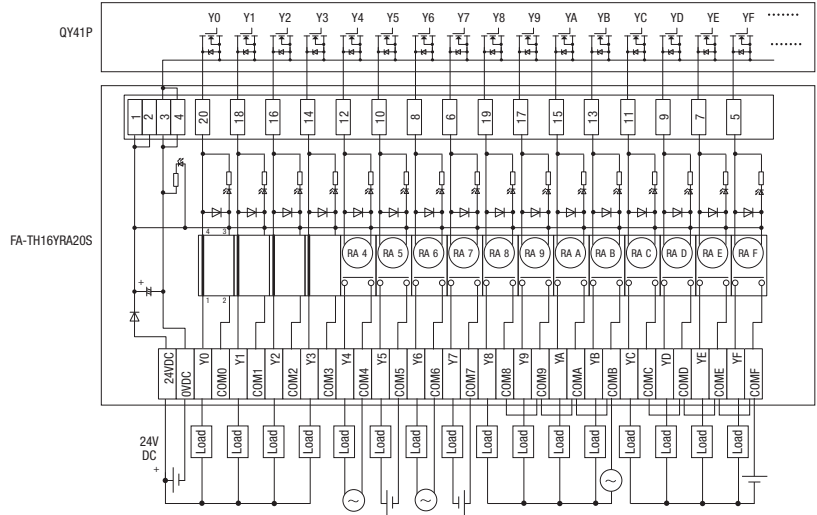 QY41P
Y0 Y1 Y2 Y3 Y4 Y5 Y6 Y7 Y8 Y9 YA YB YC YD YE YF ........
.......
1 2 3 4 20 18 16 14 12 10 8 6 19 17 15 13 11 9 7 5
FA-TH16YRA20S
4 3
RA 4 RA 5 RA 6 RA 7 RA 8 RA 9 RA A RA B RA C RA D RA E RA F
1 2
+
24VDC 0VDC Y0 COM0 Y1 COM1 Y2 COM2 Y3 COM3 Y4 COM4 Y5 COM5 Y6 COM6 Y7 COM7 Y8 COM8 Y9 COM9 YA COMA YB COMB YC COMC YD COMD YE COME YF COMF
Load Load Load Load Load Load Load Load Load Load Load Load Load Load Load Load
24V
DC
+